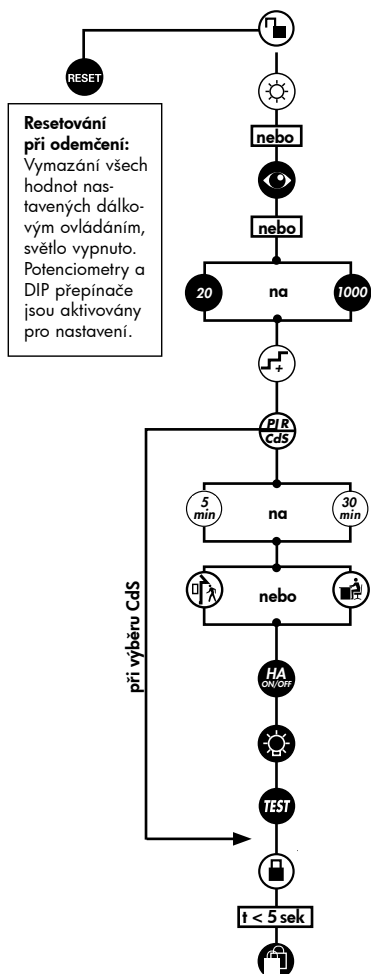 RESET
Resetování
při odemčení:
Vymazání všech
hodnot nas-
tavených dálko-
vým ovládáním,
světlo vypnuto.
Potenciometry a
DIP přepínače
jsou aktivovány
pro nastavení.
nebo
nebo
20 na 1000
+
PIR
CdS
5 min na 30 min
nebo
při výběru CdS
HA
ON/OFF
TEST
t < 5 sek